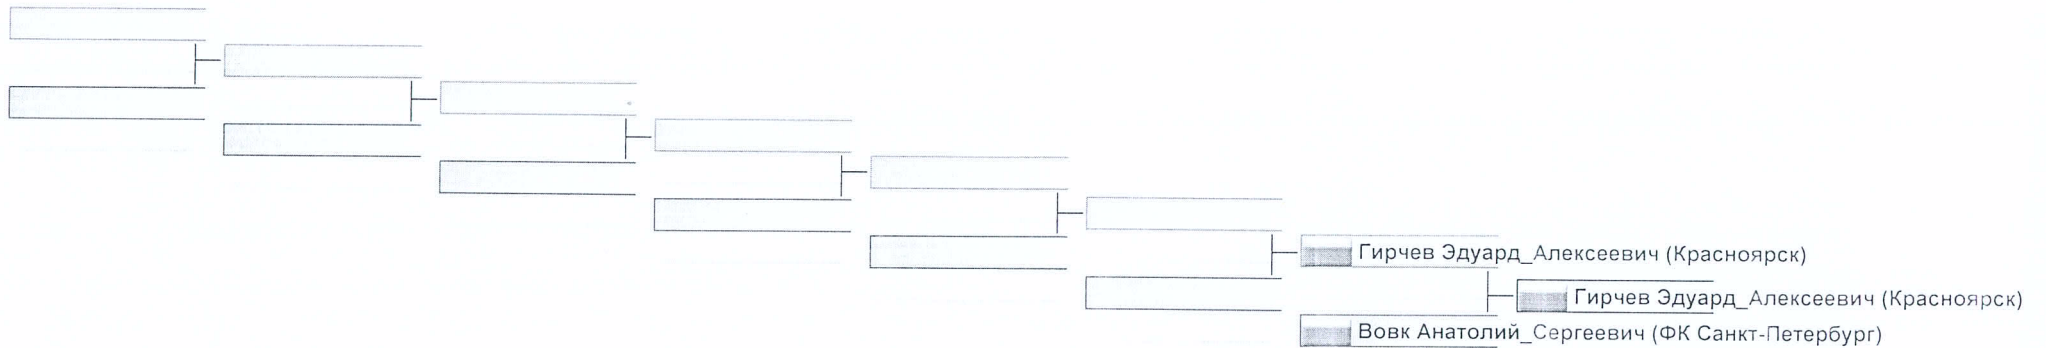 Гирчев Эдуард_Алексеевич (Красноярск)
Гирчев Эдуард_Алексеевич (Красноярск)
Вовк Анатолий_Сергеевич (ФК Санкт-Петербург)